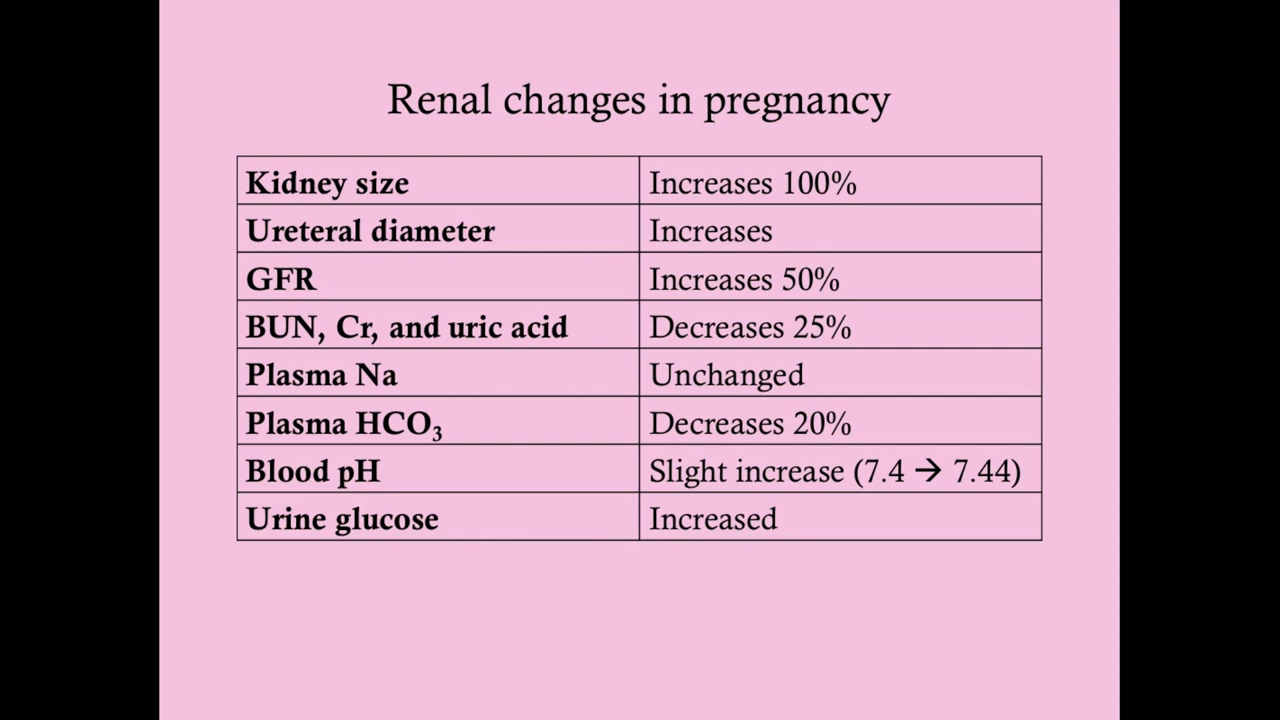 Renal changes in pregnancy
Kidney size Increases 100%
Ureteral diameter Increases
GFR Increases 50%
BUN, Cr, and uric acid Decreases 25%
Plasma Na Unchanged
Plasma HCO₃ Decreases 20%
Blood pH Slight increase (7.4 → 7.44)
Urine glucose Increased